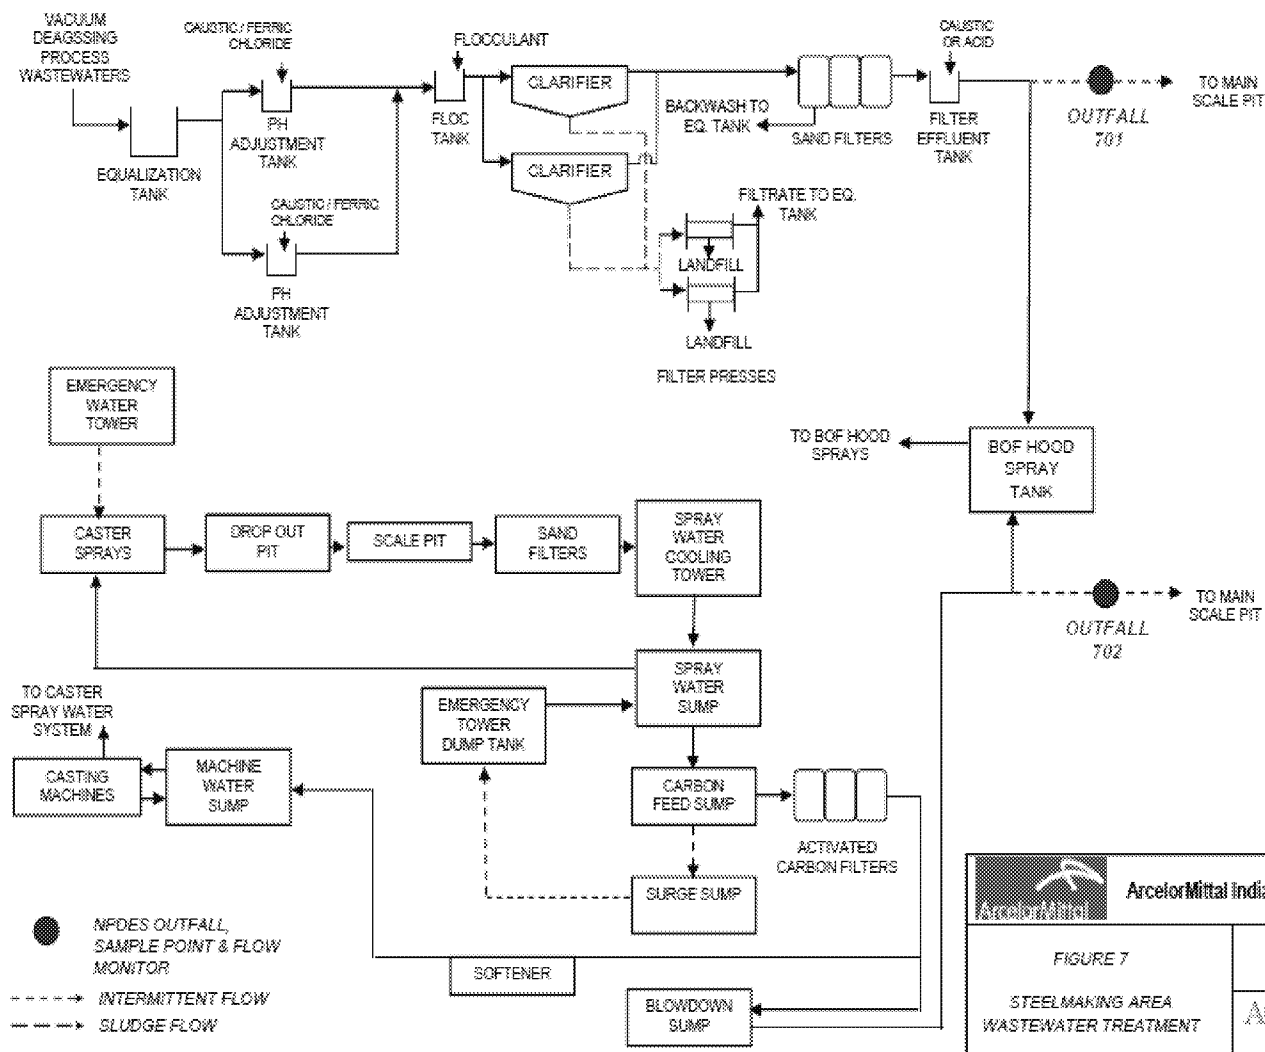 VACUUM
DEAGSSING
PROCESS
WASTEWATERS
CAUSTIC / FERRIC
CHLORIDE
FLOCCULANT
CAUSTIC
OR ACID
CLARIFIER
BACKWASH TO
EQ. TANK
SAND FILTERS
FILTER
EFFLUENT
TANK
TO MAIN
SCALE PIT
OUTFALL
701
PH
ADJUSTMENT
TANK
FLOC
TANK
EQUALIZATION
TANK
CLARIFIER
CAUSTIC / FERRIC
CHLORIDE
FILTRATE TO EQ.
TANK
LANDFILL
PH
ADJUSTMENT
TANK
LANDFILL
FILTER PRESSES
EMERGENCY
WATER
TOWER
TO BOF HOOD
SPRAYS
BOF HOOD
SPRAY
TANK
CASTER
SPRAYS
DROP OUT
PIT
SCALE PIT
SAND
FILTERS
SPRAY
WATER
COOLING
TOWER
TO MAIN
SCALE PIT
OUTFALL
702
SPRAY
WATER
SUMP
EMERGENCY
TOWER
DUMP TANK
TO CASTER
SPRAY WATER
SYSTEM
CASTING
MACHINES
MACHINE
WATER
SUMP
CARBON
FEED SUMP
ACTIVATED
CARBON FILTERS
SURGE SUMP
NPDES OUTFALL,
SAMPLE POINT & FLOW
MONITOR
INTERMITTENT FLOW
SLUDGE FLOW
SOFTENER
BLOWDOWN
SUMP
ArcelorMittal
ArcelorMittal India
FIGURE 7
STEELMAKING AREA
WASTEWATER TREATMENT